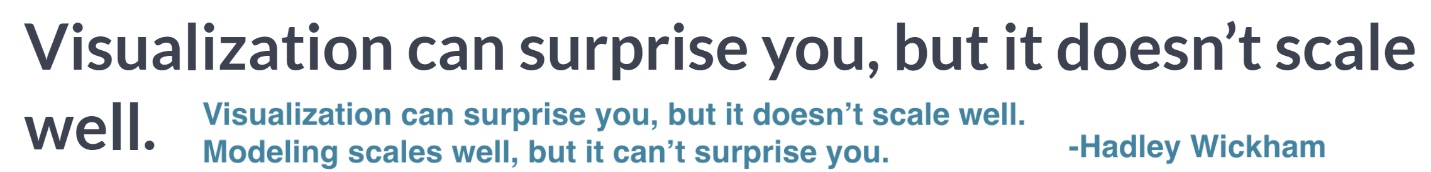 Visualization can surprise you, but it doesn’t scale
well.
Visualization can surprise you, but it doesn’t scale well.
Modeling scales well, but it can’t surprise you.
-Hadley Wickham